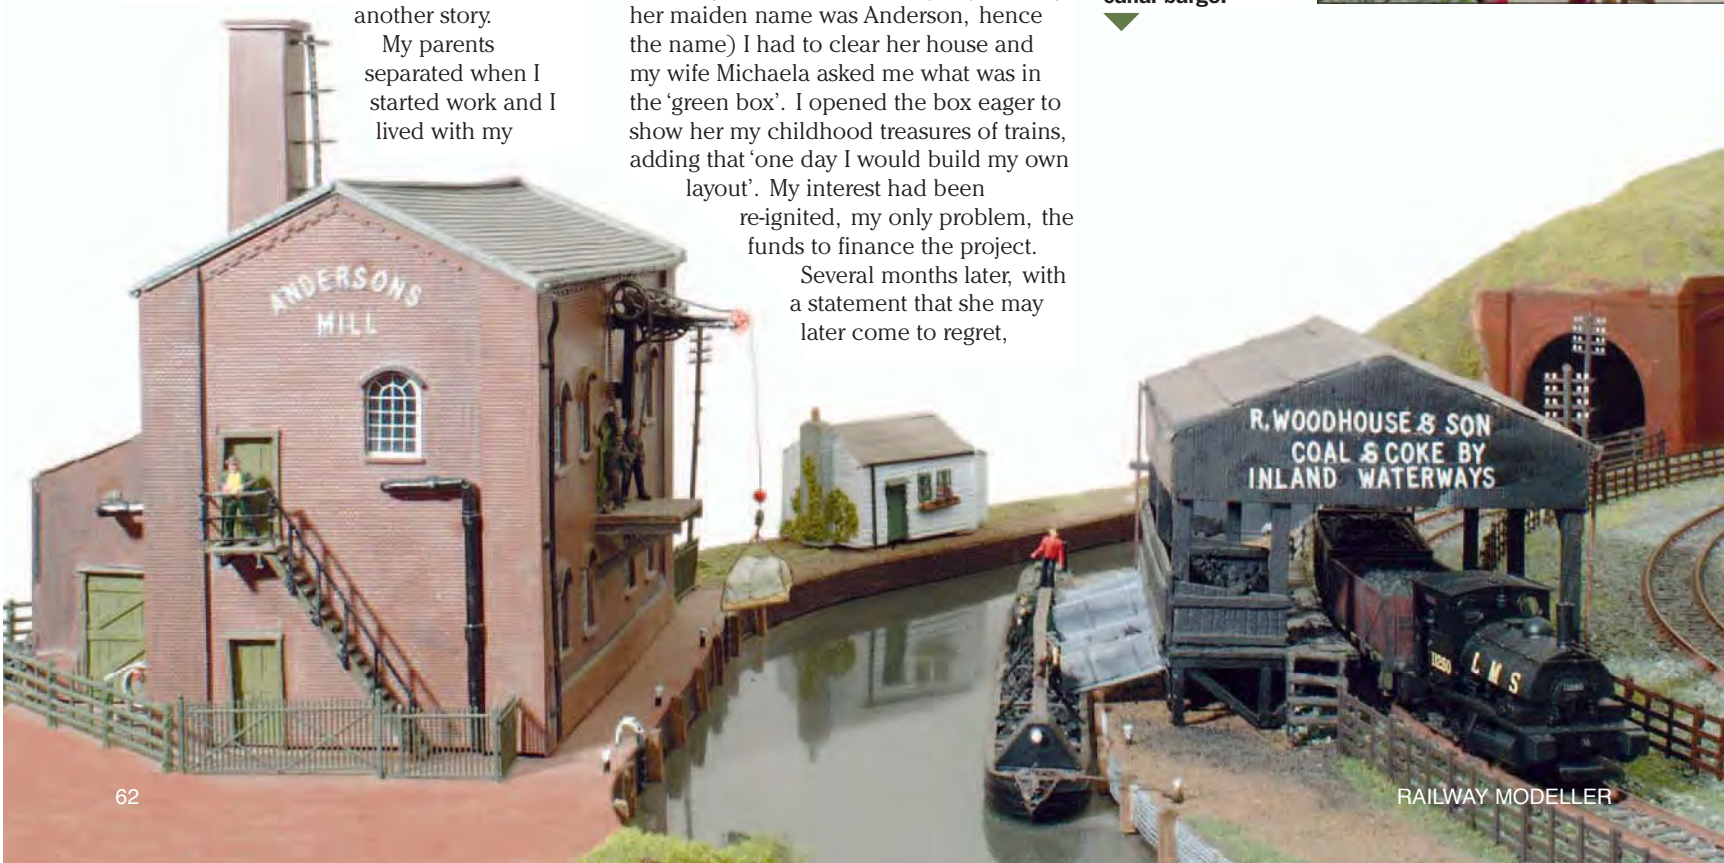 another story.
My parents
separated when I
started work and I
lived with my
her maiden name was Anderson, hence
the name) I had to clear her house and
my wife Michaela asked me what was in
the ‘green box’. I opened the box eager to
show her my childhood treasures of trains,
adding that ‘one day I would build my own
layout’. My interest had been
re-ignited, my only problem, the
funds to finance the project.
Several months later, with
a statement that she may
later come to regret,
ANDERSONS
MILL
R. WOODHOUSE & SON
COAL & COKE BY
INLAND WATERWAYS
11250 L M S
62
RAILWAY MODELLER